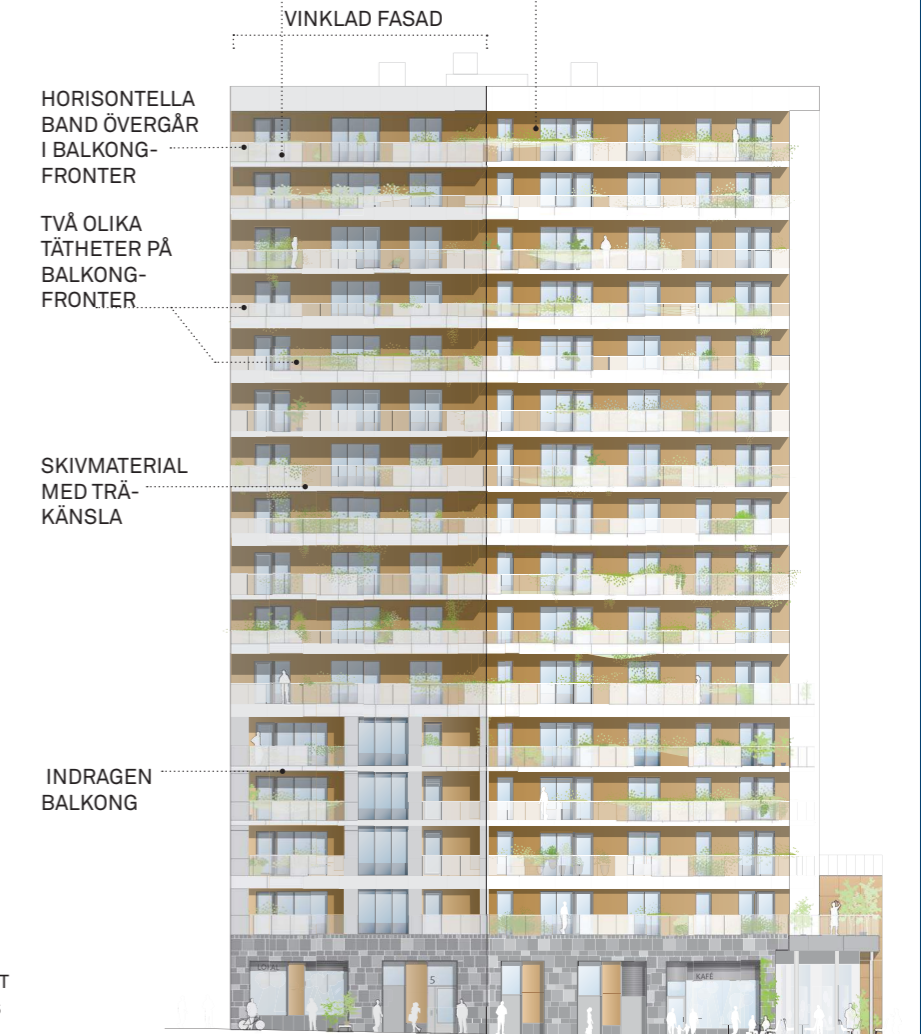 VINKLAD FASAD
HORISONTELLA
BAND ÖVERGÅR
I BALKONG-
FRONTER
TVÅ OLIKA
TÄTHETER PÅ
BALKONG-
FRONTER
SKIVMATERIAL
MED TRÄ-
KÄNSLA
INDRAGEN
BALKONG
LOKAL
5
KAFÉ
T